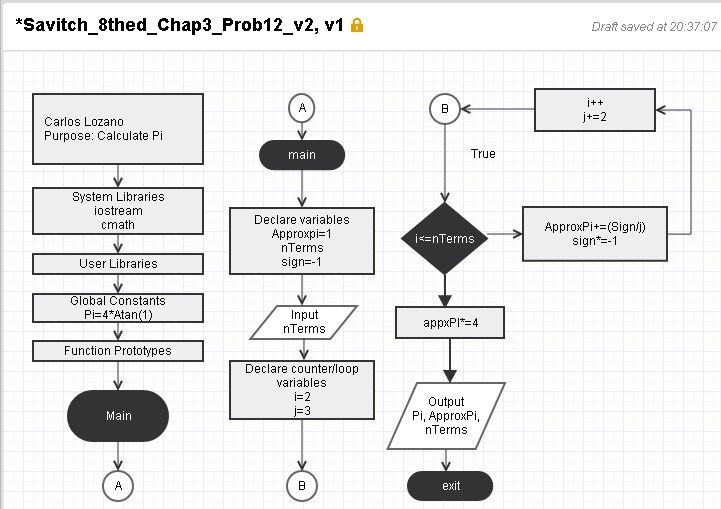 *Savitch_8thed_Chap3_Prob12_v2, v1
Draft saved at 20:37:07
Carlos Lozano
Purpose: Calculate Pi
System Libraries
iostream
cmath
User Libraries
Global Constants
Pi=4*Atan(1)
Function Prototypes
Main
A
A
main
Declare variables
Approxpi=1
nTerms
sign=-1
Input
nTerms
Declare counter/loop
variables
i=2
j=3
B
B
i++
j+=2
True
i<=nTerms
ApproxPi+=(Sign/j)
sign*=-1
appxPI*=4
Output
Pi, ApproxPi,
nTerms
exit